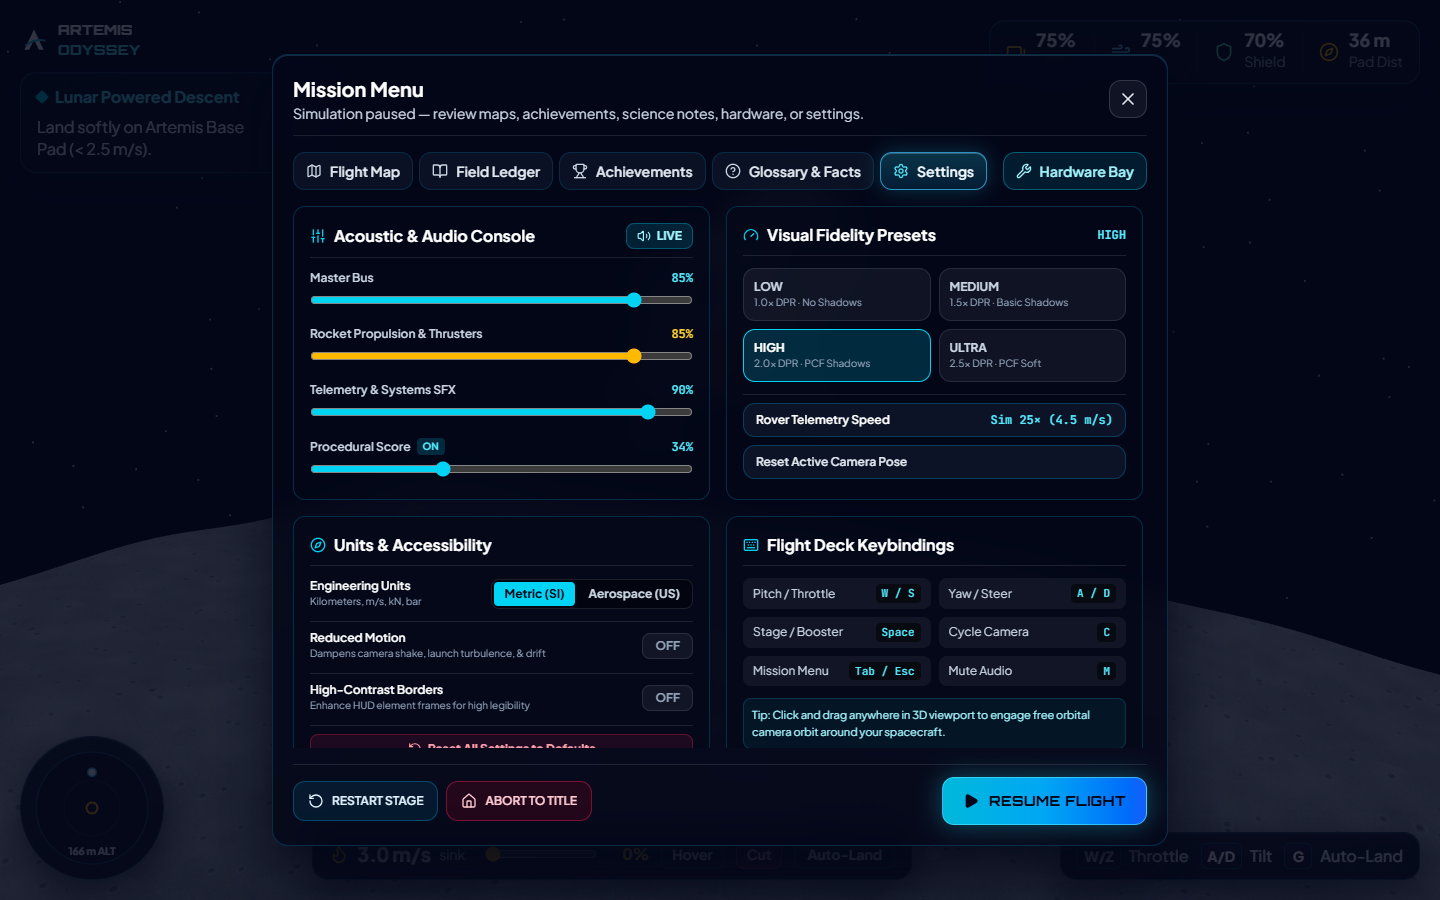 ARTEMIS
ODYSSEY
75%
75%
70%
Shield
36 m
Pad Dist
Lunar Powered Descent
Land softly on Artemis Base
Pad (< 2.5 m/s).
Mission Menu
Simulation paused — review maps, achievements, science notes, hardware, or settings.
Flight Map
Field Ledger
Achievements
Glossary & Facts
Settings
Hardware Bay
Acoustic & Audio Console
LIVE
Master Bus
85%
Rocket Propulsion & Thrusters
85%
Telemetry & Systems SFX
90%
Procedural Score
ON
34%
Visual Fidelity Presets
HIGH
LOW
1.0x DPR · No Shadows
MEDIUM
1.5x DPR · Basic Shadows
HIGH
2.0x DPR · PCF Shadows
ULTRA
2.5x DPR · PCF Soft
Rover Telemetry Speed
Sim 25× (4.5 m/s)
Reset Active Camera Pose
Units & Accessibility
Engineering Units
Kilometers, m/s, kN, bar
Metric (SI)
Aerospace (US)
Reduced Motion
Dampens camera shake, launch turbulence, & drift
OFF
High-Contrast Borders
Enhance HUD element frames for high legibility
OFF
Reset All Settings to Defaults
Flight Deck Keybindings
Pitch / Throttle
W / S
Yaw / Steer
A / D
Stage / Booster
Space
Cycle Camera
C
Mission Menu
Tab / Esc
Mute Audio
M
Tip: Click and drag anywhere in 3D viewport to engage free orbital
camera orbit around your spacecraft.
RESTART STAGE
ABORT TO TITLE
RESUME FLIGHT
166 m ALT
3.0 m/s
sink
0%
Hover
Cut
Auto-Land
W/Z
Throttle
A/D
Tilt
G
Auto-Land